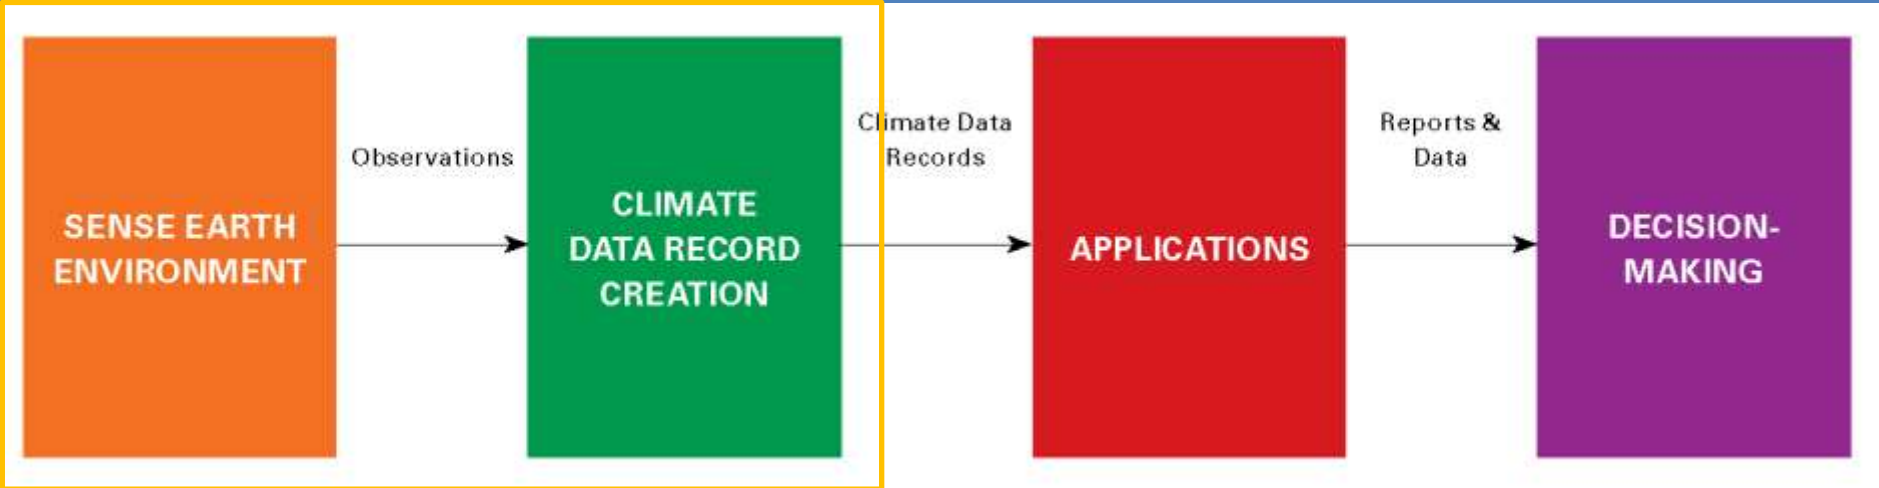 SENSE EARTH
ENVIRONMENT
Observations
CLIMATE
DATA RECORD
CREATION
Climate Data
Records
APPLICATIONS
Reports &
Data
DECISION-
MAKING